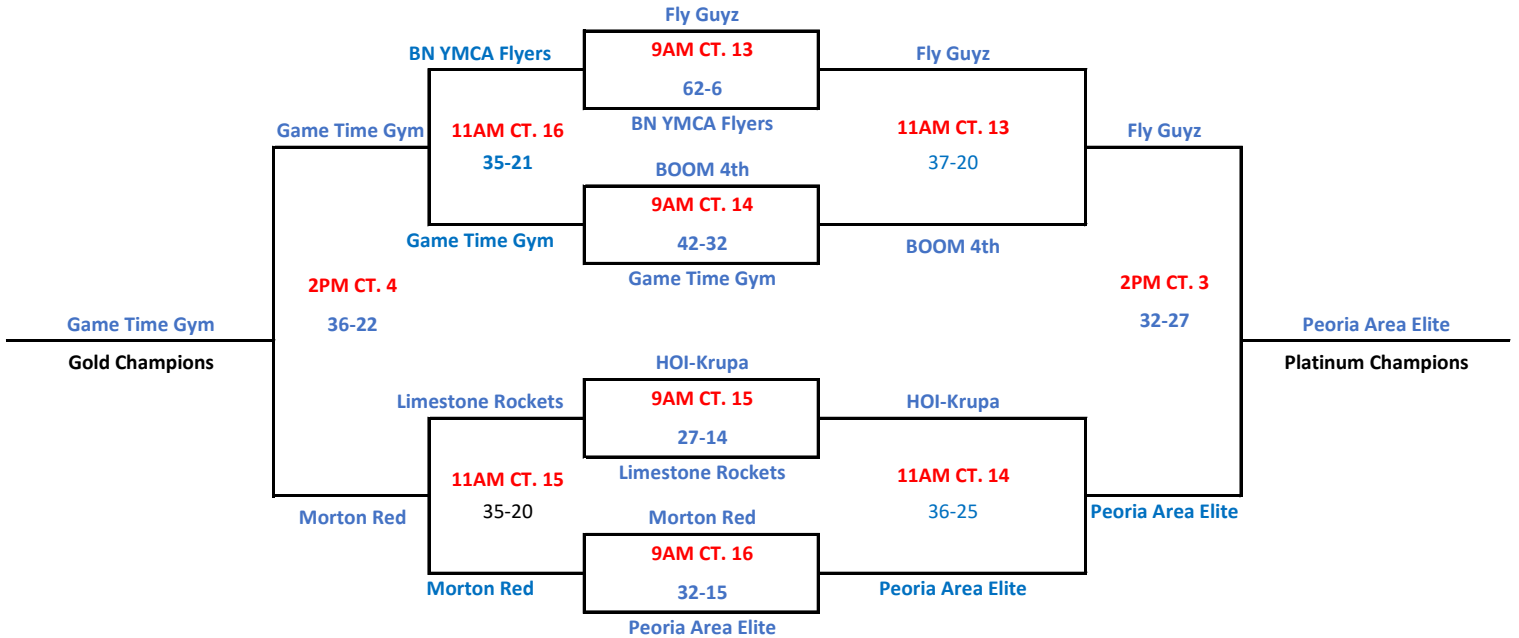 Fly Guyz
BN YMCA Flyers
9AM CT. 13
Fly Guyz
62-6
BN YMCA Flyers
Game Time Gym
11AM CT. 16
11AM CT. 13
Fly Guyz
35-21
37-20
BOOM 4th
9AM CT. 14
Game Time Gym
42-32
BOOM 4th
Game Time Gym
2PM CT. 4
2PM CT. 3
Game Time Gym
36-22
32-27
Peoria Area Elite
Gold Champions
HOI-Krupa
Platinum Champions
Limestone Rockets
9AM CT. 15
HOI-Krupa
27-14
Limestone Rockets
11AM CT. 15
11AM CT. 14
35-20
36-25
Morton Red
Morton Red
Peoria Area Elite
9AM CT. 16
Morton Red
32-15
Peoria Area Elite
Peoria Area Elite